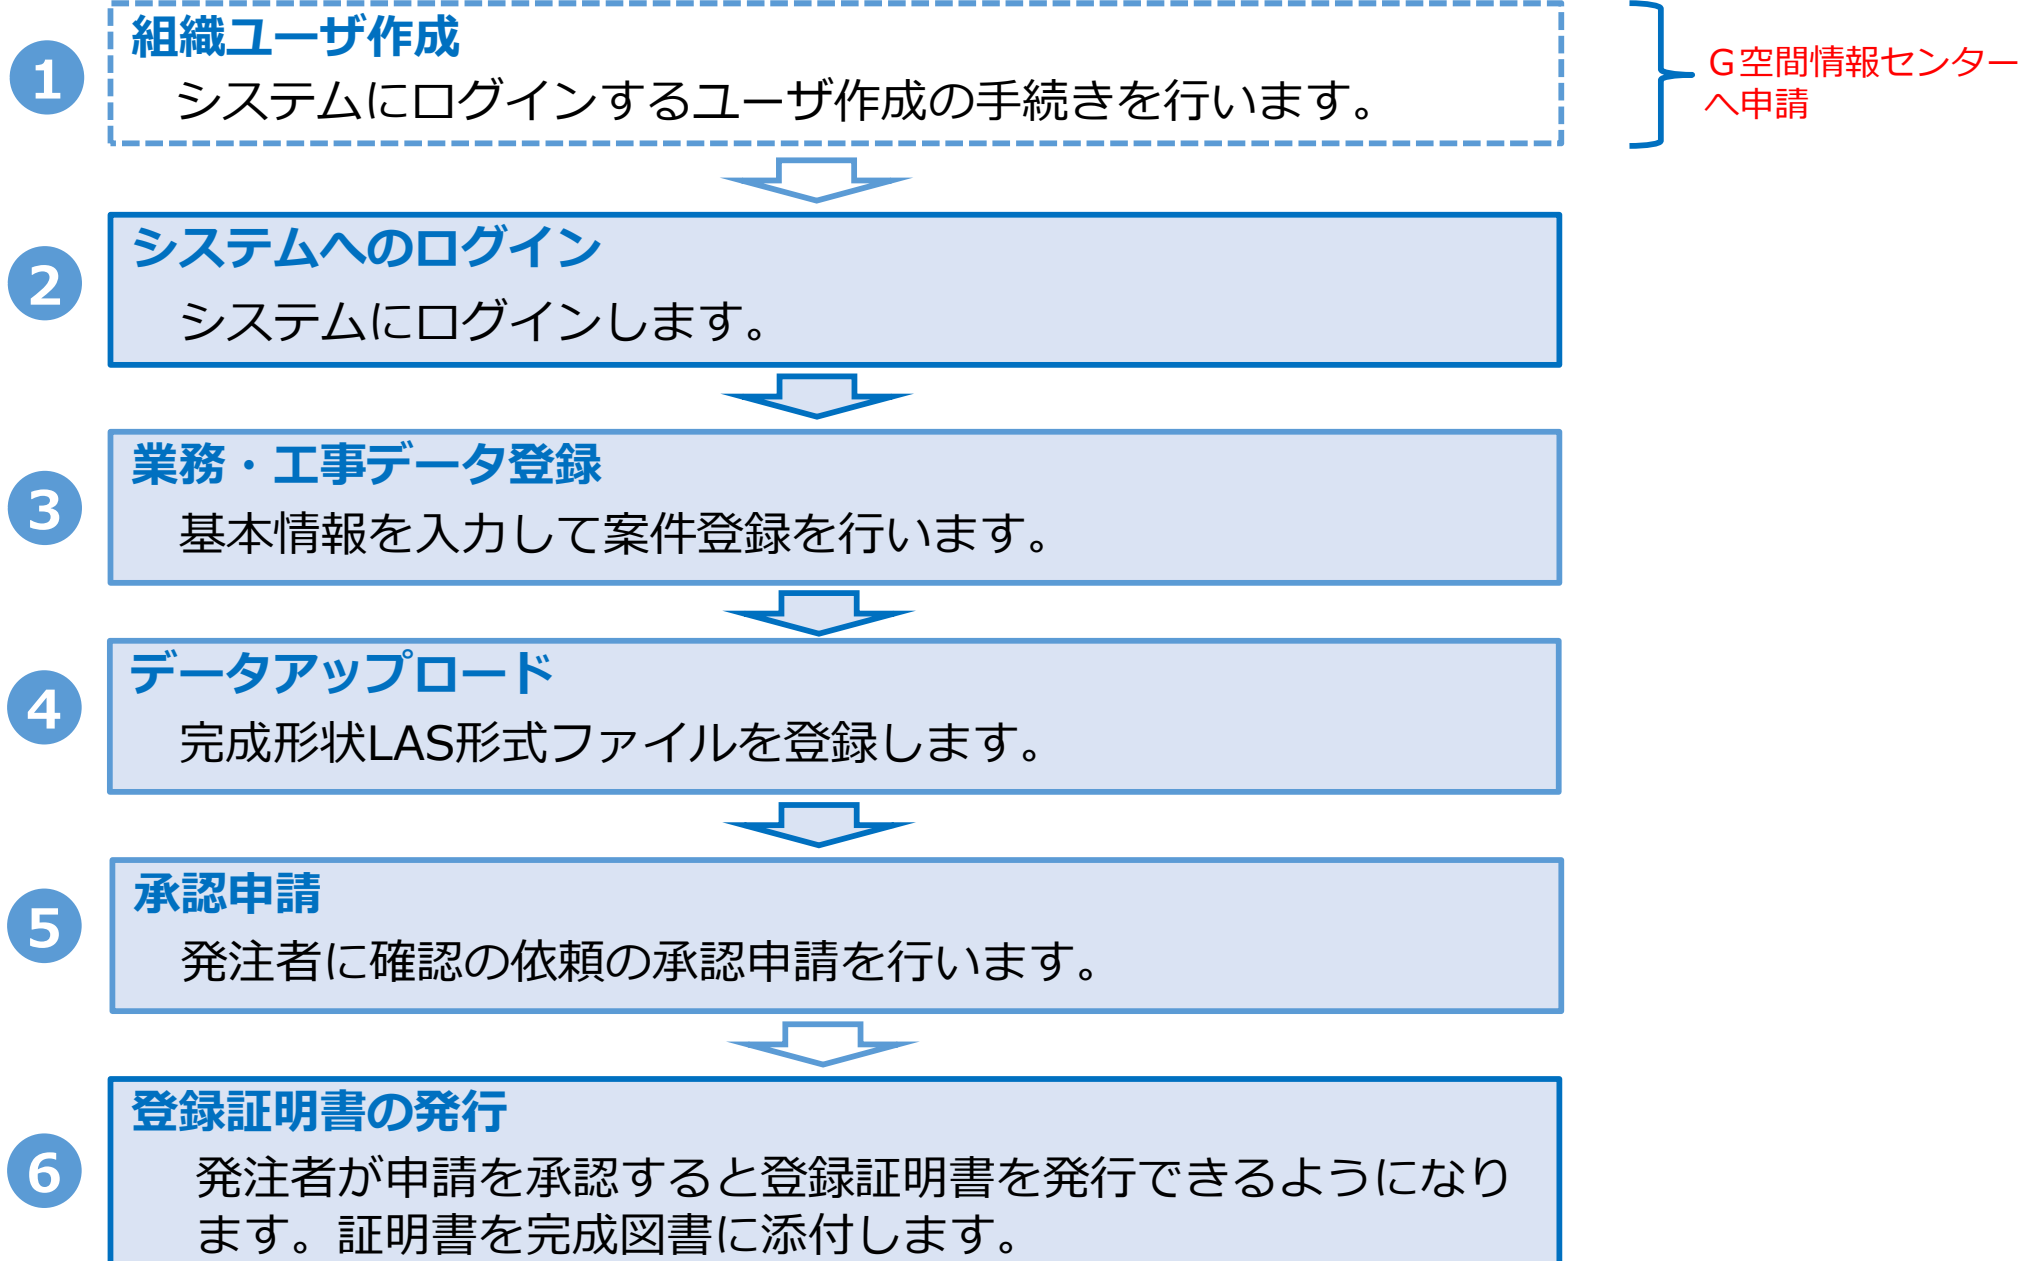 1
組織ユーザ作成
システムにログインするユーザ作成の手続きを行います。
Ｇ空間情報センター
へ申請
2
システムへのログイン
システムにログインします。
3
業務・工事データ登録
基本情報を入力して案件登録を行います。
4
データアップロード
完成形状LAS形式ファイルを登録します。
5
承認申請
発注者に確認の依頼の承認申請を行います。
6
登録証明書の発行
発注者が申請を承認すると登録証明書を発行できるようになり
ます。証明書を完成図書に添付します。